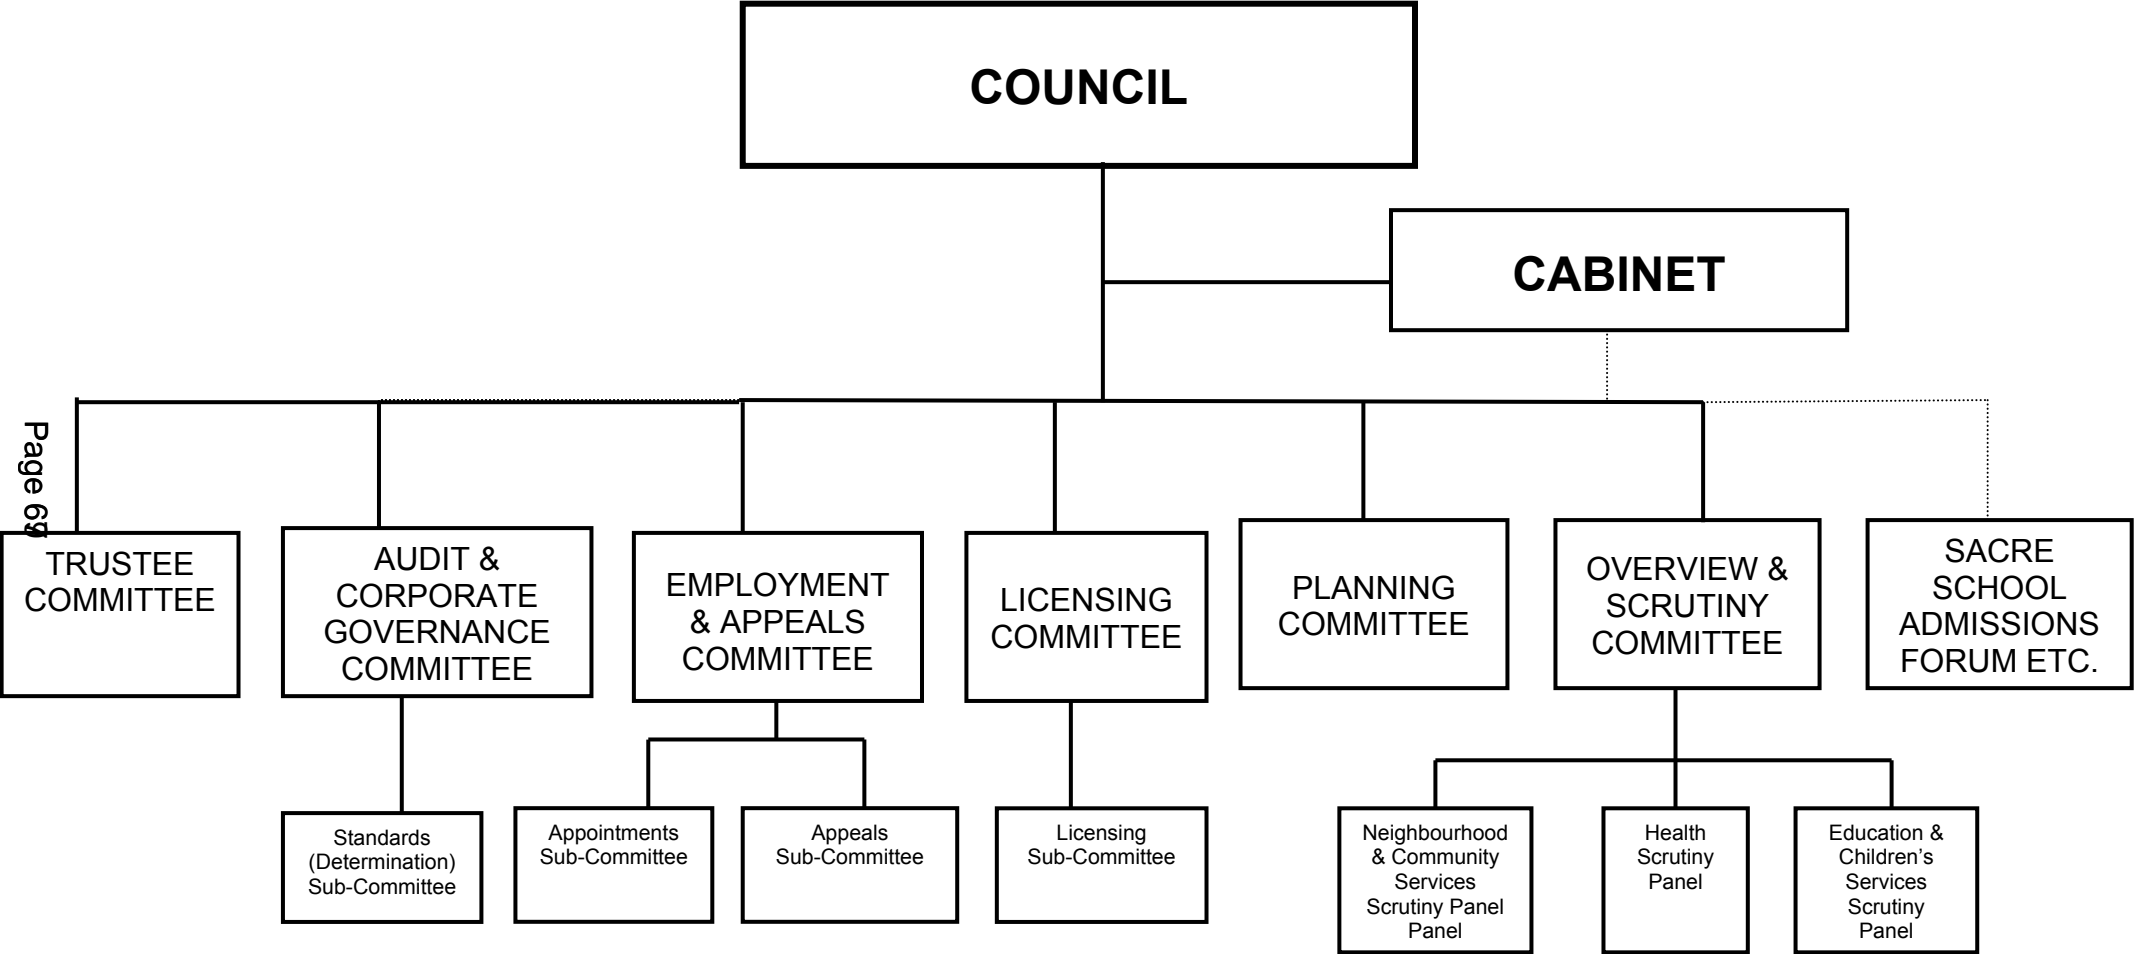 COUNCIL
CABINET
Page 69
TRUSTEE
COMMITTEE
AUDIT &
CORPORATE
GOVERNANCE
COMMITTEE
EMPLOYMENT
& APPEALS
COMMITTEE
LICENSING
COMMITTEE
PLANNING
COMMITTEE
OVERVIEW &
SCRUTINY
COMMITTEE
SACRE
SCHOOL
ADMISSIONS
FORUM ETC.
Standards
(Determination)
Sub-Committee
Appointments
Sub-Committee
Appeals
Sub-Committee
Licensing
Sub-Committee
Neighbourhood
& Community
Services
Scrutiny Panel
Panel
Health
Scrutiny
Panel
Education &
Children’s
Services
Scrutiny
Panel